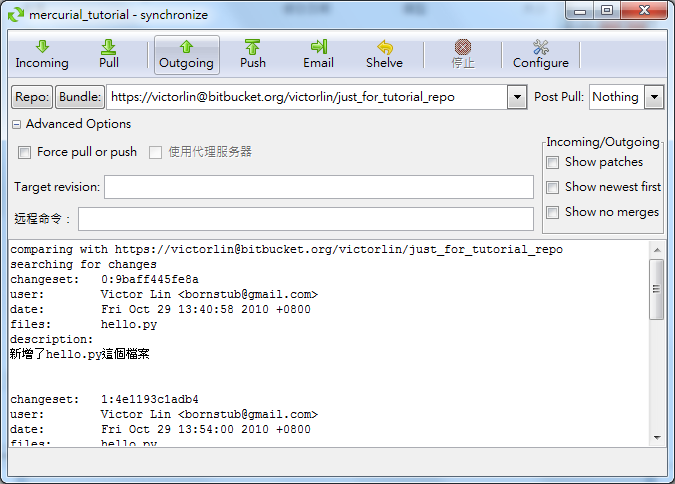 mercurial_tutorial - synchronize
Incoming Pull Outgoing Push Email Shelve 停止 Configure
Repo: Bundle: https://victorlin@bitbucket.org/victorlin/just_for_tutorial_repo Post Pull: Nothing
Advanced Options
Force pull or push 使用代理服务器
Target revision:
远程命令：
Incoming/Outgoing
Show patches
Show newest first
Show no merges
comparing with https://victorlin@bitbucket.org/victorlin/just_for_tutorial_repo
searching for changes
changeset: 0:9baff445fe8a
user: Victor Lin <bornstub@gmail.com>
date: Fri Oct 29 13:40:58 2010 +0800
files: hello.py
description:
新增了hello.py這個檔案
changeset: 1:4e1193c1adb4
user: Victor Lin <bornstub@gmail.com>
date: Fri Oct 29 13:54:00 2010 +0800
files: hello.py